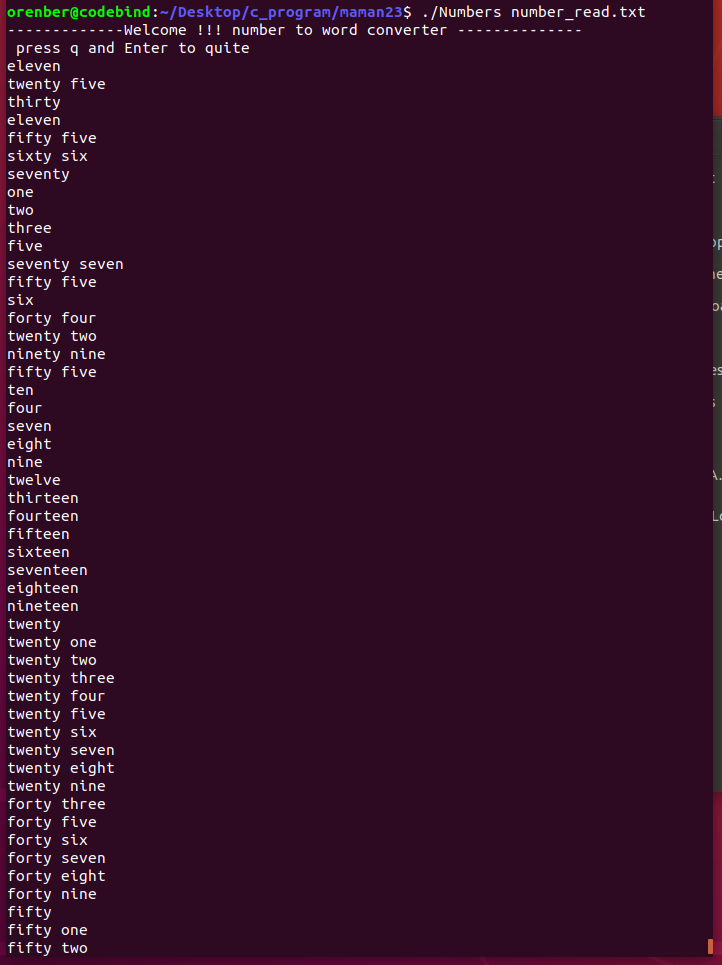 orenber@codebind:~/Desktop/c_program/maman23$ ./Numbers number_read.txt
-------------Welcome !!! number to word converter --------------
 press q and Enter to quite
eleven
twenty five
thirty
eleven
fifty five
sixty six
seventy
one
two
three
five
seventy seven
fifty five
six
forty four
twenty two
ninety nine
fifty five
ten
four
seven
eight
nine
twelve
thirteen
fourteen
fifteen
sixteen
seventeen
eighteen
nineteen
twenty
twenty one
twenty two
twenty three
twenty four
twenty five
twenty six
twenty seven
twenty eight
twenty nine
forty three
forty five
forty six
forty seven
forty eight
forty nine
fifty
fifty one
fifty two